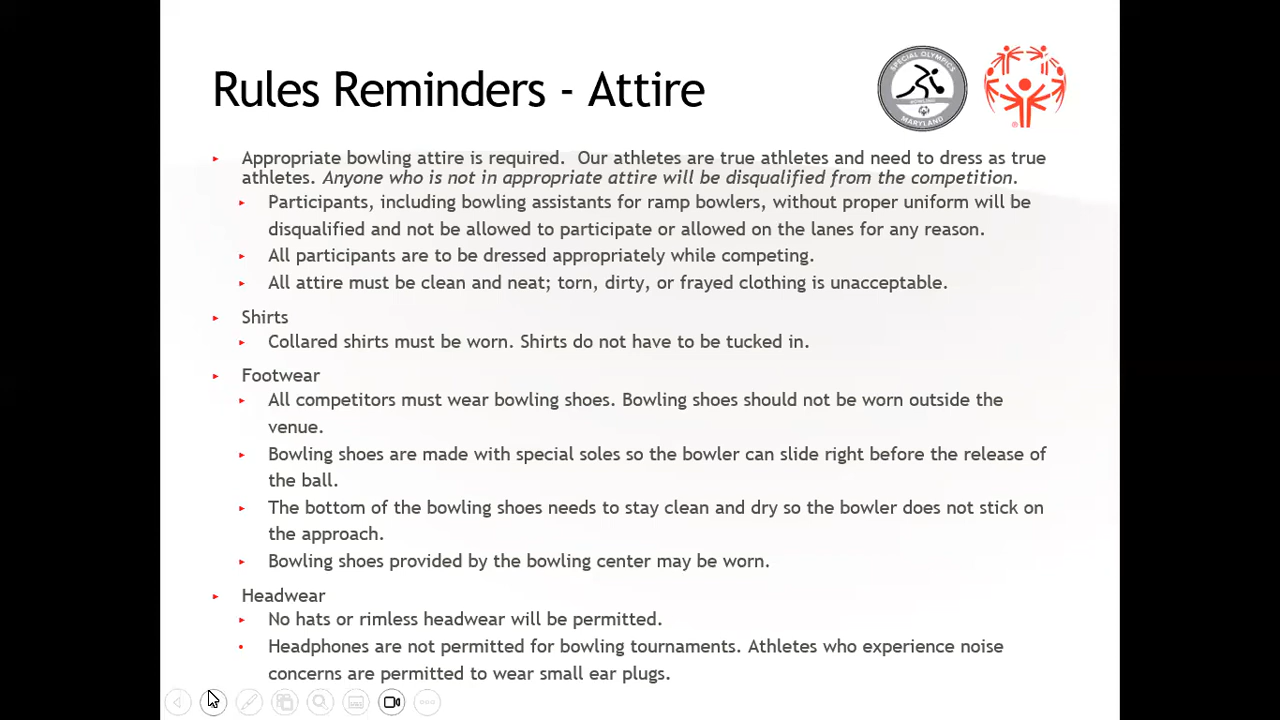 Rules Reminders - Attire
SPECIAL OLYMPICS
BOWLING
MARYLAND
Appropriate bowling attire is required.  Our athletes are true athletes and need to dress as true
athletes. Anyone who is not in appropriate attire will be disqualified from the competition.
Participants, including bowling assistants for ramp bowlers, without proper uniform will be
disqualified and not be allowed to participate or allowed on the lanes for any reason.
All participants are to be dressed appropriately while competing.
All attire must be clean and neat; torn, dirty, or frayed clothing is unacceptable.
Shirts
Collared shirts must be worn. Shirts do not have to be tucked in.
Footwear
All competitors must wear bowling shoes. Bowling shoes should not be worn outside the
venue.
Bowling shoes are made with special soles so the bowler can slide right before the release of
the ball.
The bottom of the bowling shoes needs to stay clean and dry so the bowler does not stick on
the approach.
Bowling shoes provided by the bowling center may be worn.
Headwear
No hats or rimless headwear will be permitted.
Headphones are not permitted for bowling tournaments. Athletes who experience noise
concerns are permitted to wear small ear plugs.